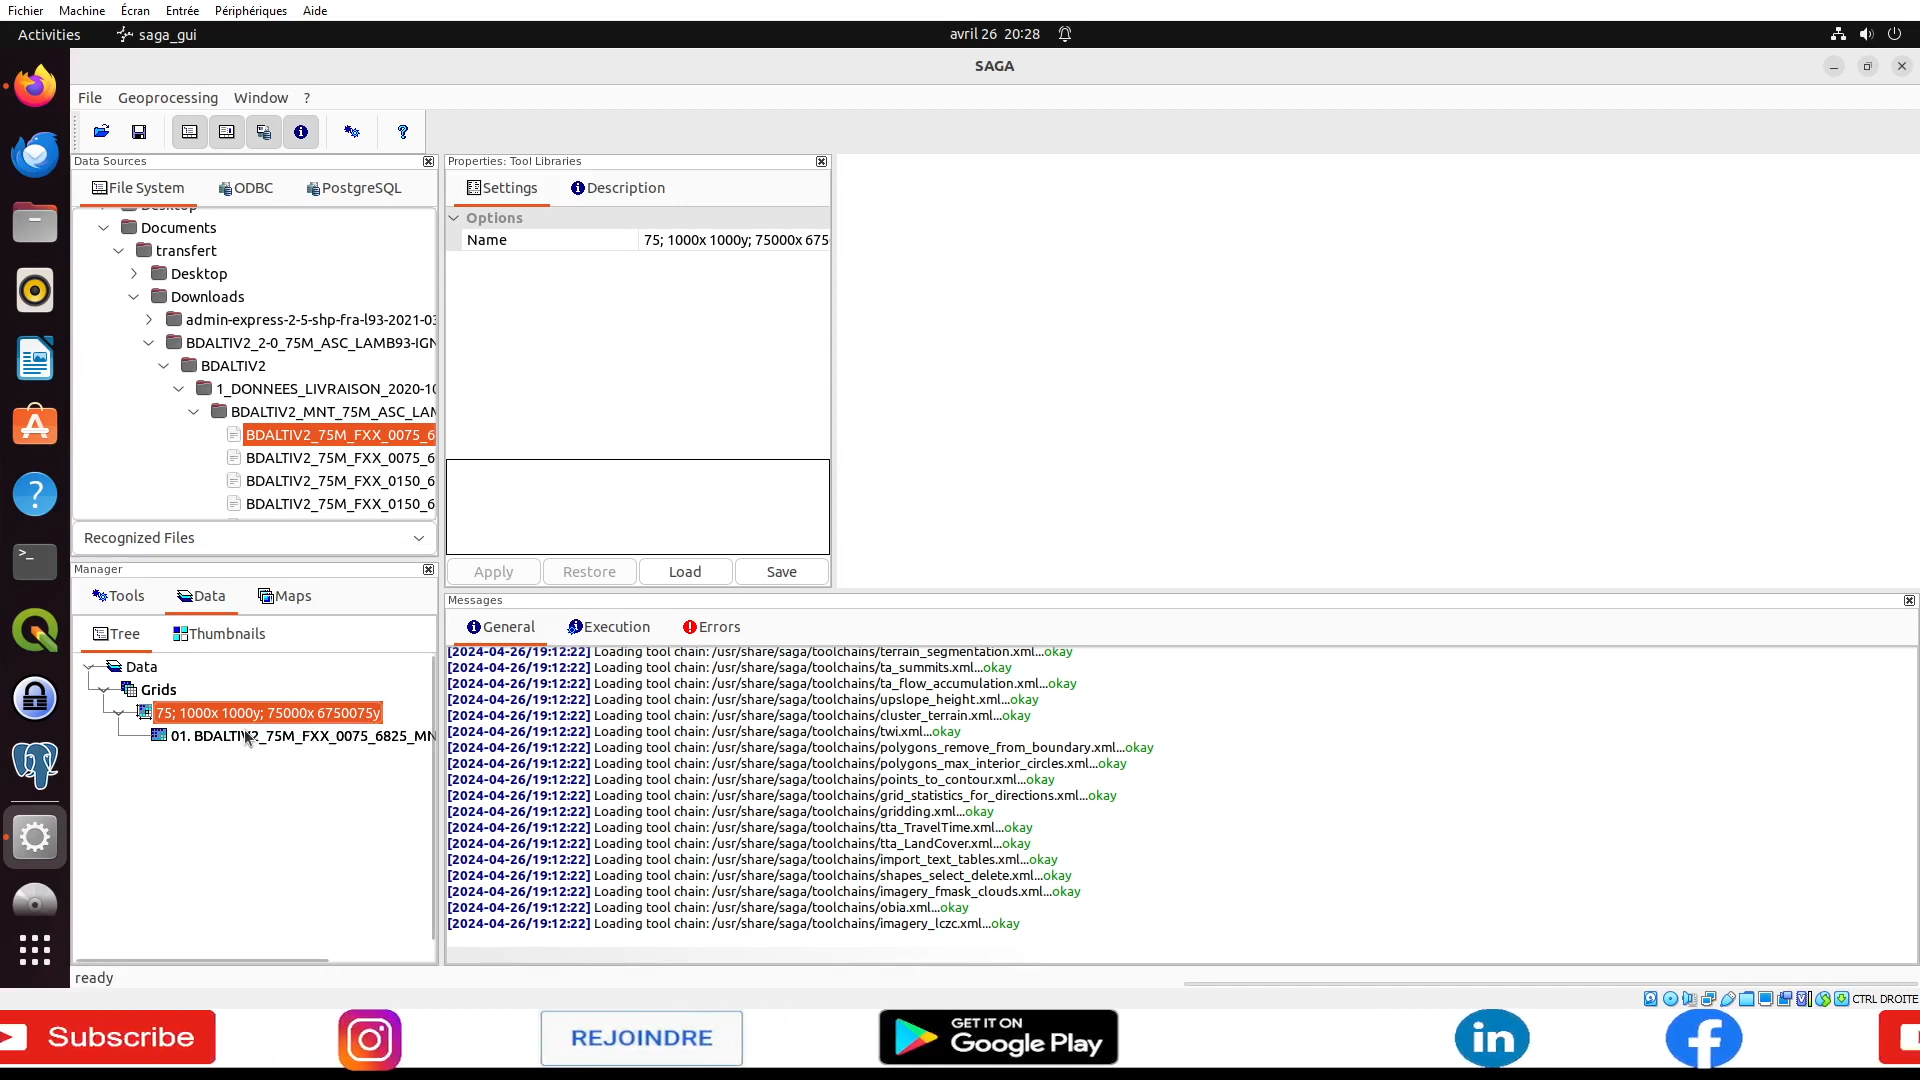 Fichier Machine Écran Entrée Périphériques Aide
Activities saga_gui avril 26 20:28
SAGA
File Geoprocessing Window ?
Data Sources
File System ODBC PostgreSQL
Documents
transfert
Desktop
Downloads
admin-express-2-5-shp-fra-l93-2021-03
BDALTIV2_2-0_75M_ASC_LAMB93-IGN
BDALTIV2
1_DONNEES_LIVRAISON_2020-10
BDALTIV2_MNT_75M_ASC_LAM
BDALTIV2_75M_FXX_0075_6
BDALTIV2_75M_FXX_0075_6
BDALTIV2_75M_FXX_0150_6
BDALTIV2_75M_FXX_0150_6
Recognized Files
Properties: Tool Libraries
Settings Description
Options
Name 75; 1000x 1000y; 75000x 675
Apply Restore Load Save
Manager
Tools Data Maps
Tree Thumbnails
Data
Grids
75; 1000x 1000y; 75000x 6750075y
01. BDALTIV2_75M_FXX_0075_6825_MN
Messages
General Execution Errors
[2024-04-26/19:12:22] Loading tool chain: /usr/share/saga/toolchains/terrain_segmentation.xml...okay
[2024-04-26/19:12:22] Loading tool chain: /usr/share/saga/toolchains/ta_summits.xml...okay
[2024-04-26/19:12:22] Loading tool chain: /usr/share/saga/toolchains/ta_flow_accumulation.xml...okay
[2024-04-26/19:12:22] Loading tool chain: /usr/share/saga/toolchains/upslope_height.xml...okay
[2024-04-26/19:12:22] Loading tool chain: /usr/share/saga/toolchains/cluster_terrain.xml...okay
[2024-04-26/19:12:22] Loading tool chain: /usr/share/saga/toolchains/twi.xml...okay
[2024-04-26/19:12:22] Loading tool chain: /usr/share/saga/toolchains/polygons_remove_from_boundary.xml...okay
[2024-04-26/19:12:22] Loading tool chain: /usr/share/saga/toolchains/polygons_max_interior_circles.xml...okay
[2024-04-26/19:12:22] Loading tool chain: /usr/share/saga/toolchains/points_to_contour.xml...okay
[2024-04-26/19:12:22] Loading tool chain: /usr/share/saga/toolchains/grid_statistics_for_directions.xml...okay
[2024-04-26/19:12:22] Loading tool chain: /usr/share/saga/toolchains/gridding.xml...okay
[2024-04-26/19:12:22] Loading tool chain: /usr/share/saga/toolchains/tta_TravelTime.xml...okay
[2024-04-26/19:12:22] Loading tool chain: /usr/share/saga/toolchains/tta_LandCover.xml...okay
[2024-04-26/19:12:22] Loading tool chain: /usr/share/saga/toolchains/import_text_tables.xml...okay
[2024-04-26/19:12:22] Loading tool chain: /usr/share/saga/toolchains/shapes_select_delete.xml...okay
[2024-04-26/19:12:22] Loading tool chain: /usr/share/saga/toolchains/imagery_fmask_clouds.xml...okay
[2024-04-26/19:12:22] Loading tool chain: /usr/share/saga/toolchains/obia.xml...okay
[2024-04-26/19:12:22] Loading tool chain: /usr/share/saga/toolchains/imagery_lczc.xml...okay
ready
CTRL DROITE
Subscribe
REJOINDRE
GET IT ON
Google Play
in